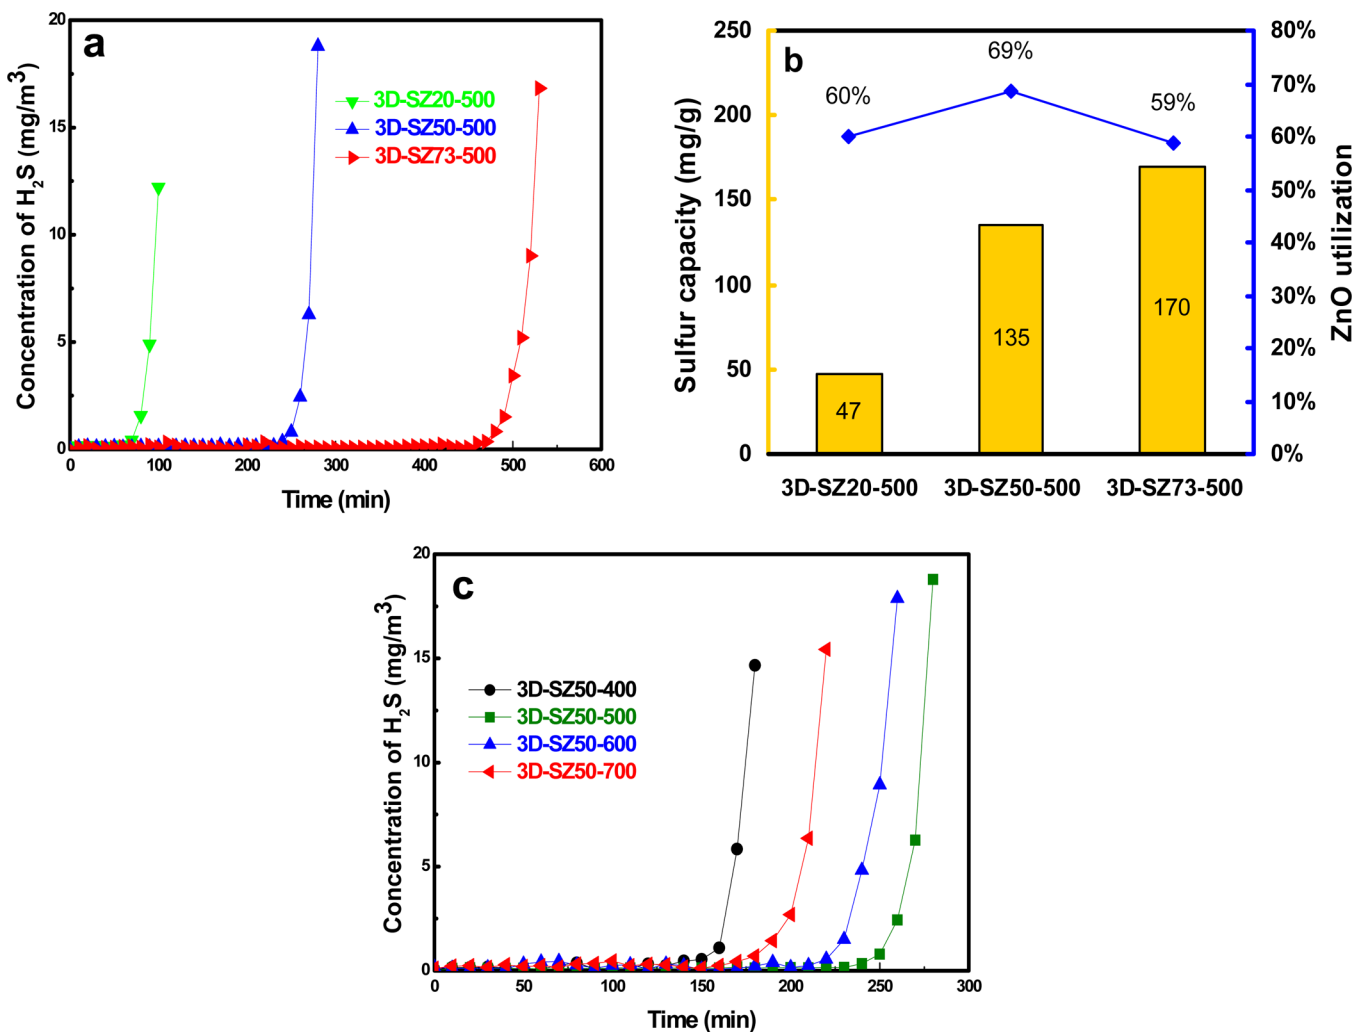 a
20
15
10
5
0
Concentration of H₂S (mg/m³)
3D-SZ20-500
3D-SZ50-500
3D-SZ73-500
0 100 200 300 400 500 600
Time (min)
b
250
200
150
100
50
0
Sulfur capacity (mg/g)
60%
69%
59%
47
135
170
80%
70%
60%
50%
40%
30%
20%
10%
0%
ZnO utilization
3D-SZ20-500 3D-SZ50-500 3D-SZ73-500
c
20
15
10
5
0
Concentration of H₂S (mg/m³)
3D-SZ50-400
3D-SZ50-500
3D-SZ50-600
3D-SZ50-700
0 50 100 150 200 250 300
Time (min)